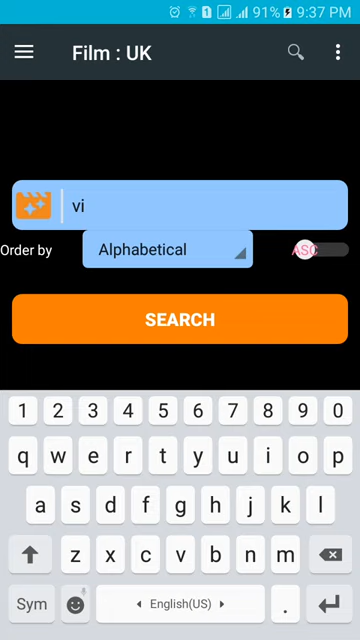 1 91% 9:37 PM
Film : UK
vi
Order by Alphabetical ASC
SEARCH
1 2 3 4 5 6 7 8 9 0
q w e r t y u i o p
a s d f g h j k l
z x c v b n m
Sym English(US) .